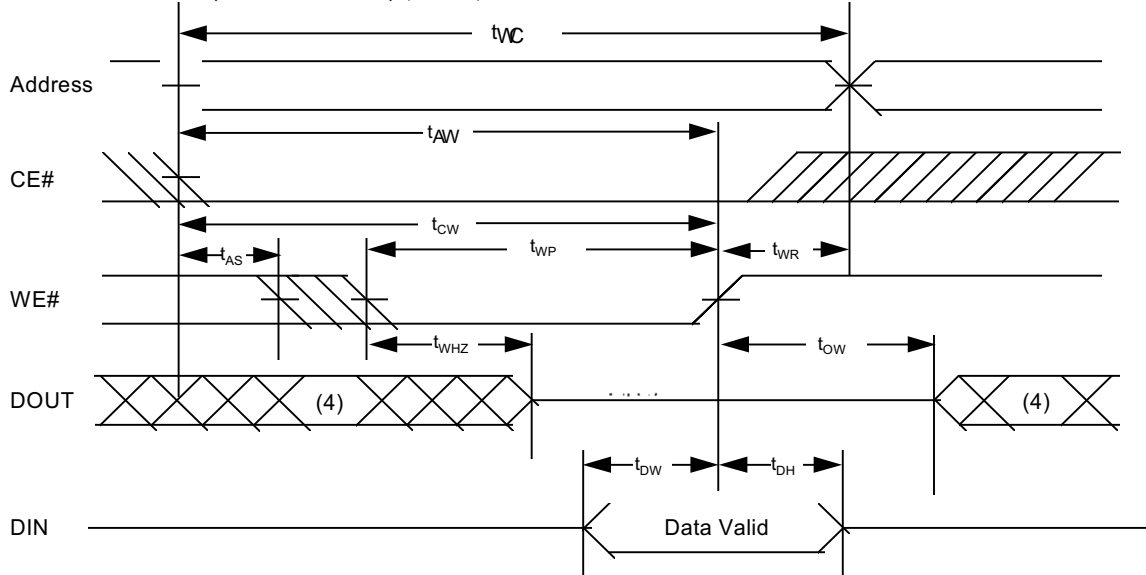 tWC
Address
tAW
CE#
tCW
tAS
tWP
tWR
WE#
tWHZ
tOW
DOUT
(4)
(4)
tDW
tDH
DIN
Data Valid